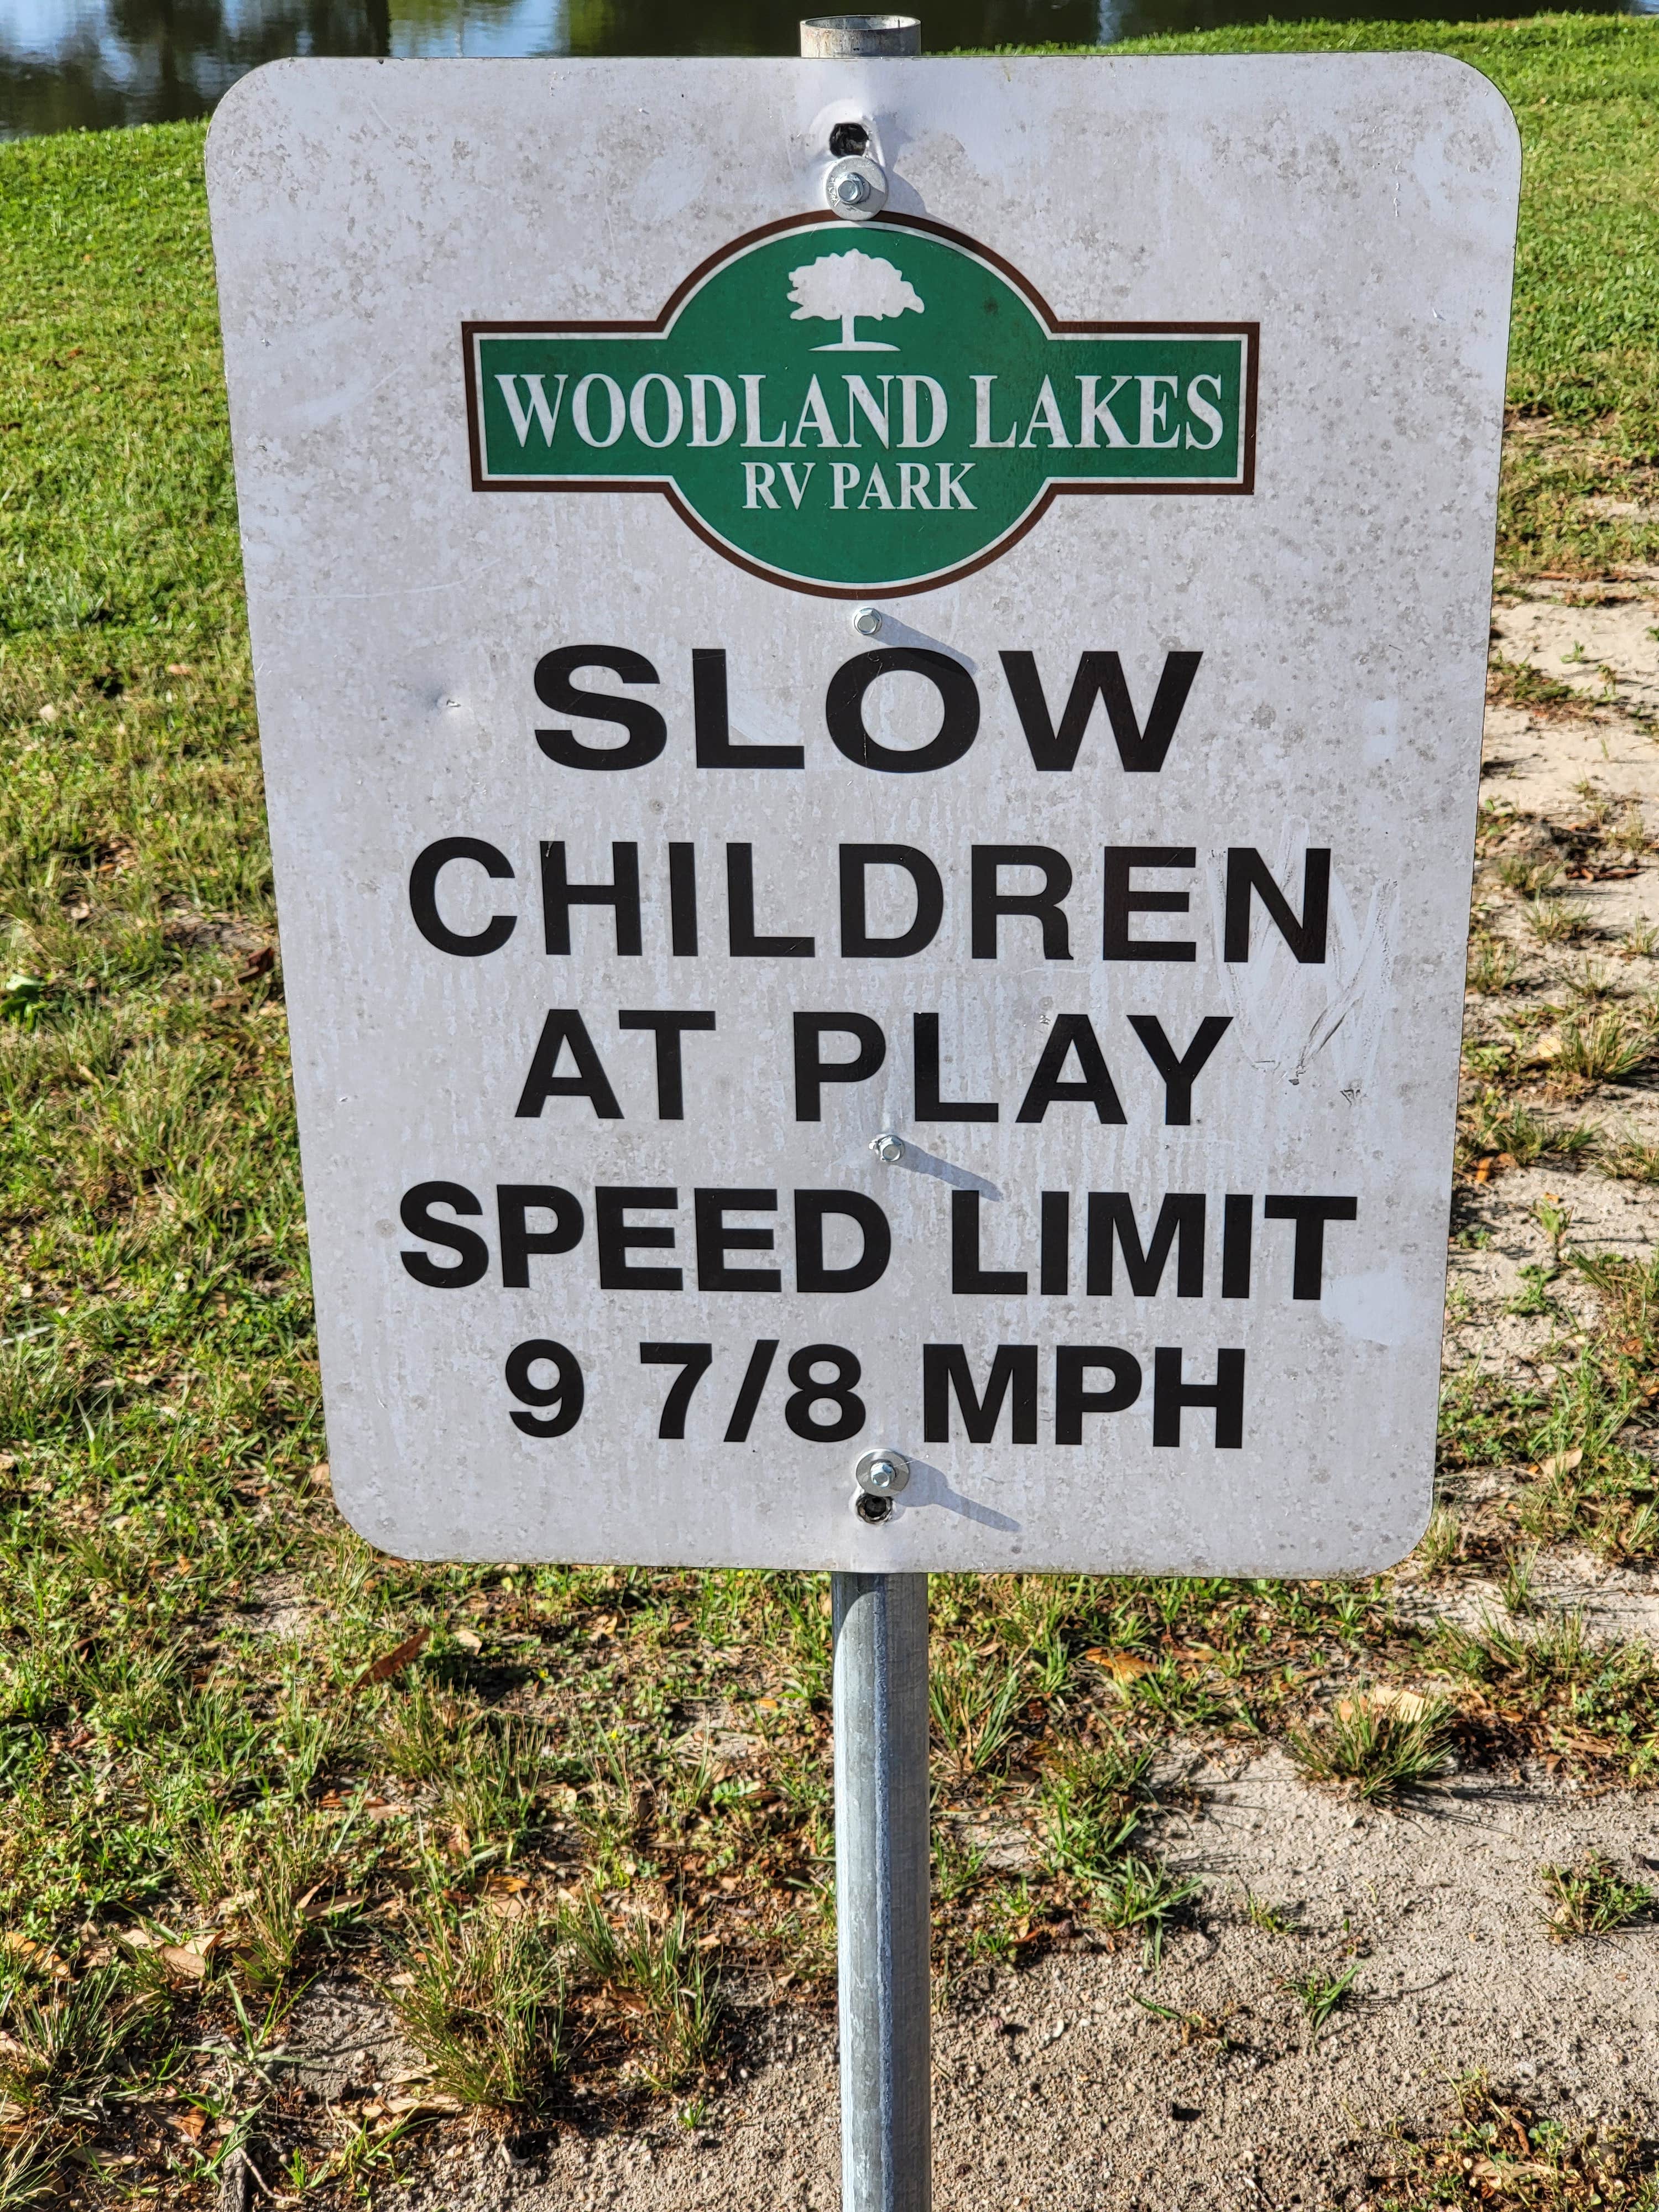 WOODLAND LAKES
RV PARK
SLOW
CHILDREN
AT PLAY
SPEED LIMIT
9 7/8 MPH